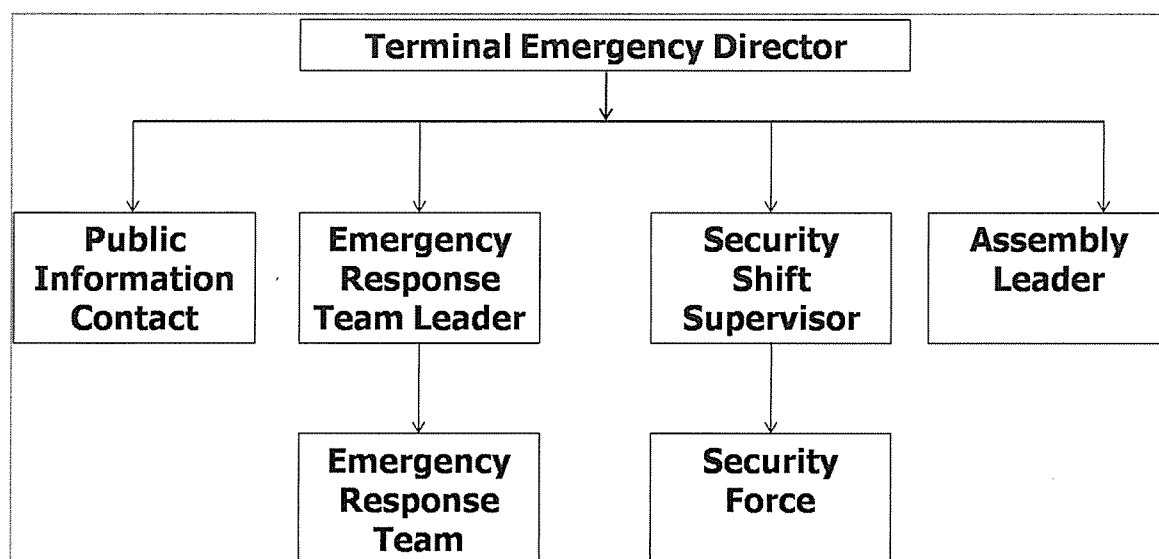 Terminal Emergency Director
Public
Information
Contact
Emergency
Response
Team Leader
Security
Shift
Supervisor
Assembly
Leader
Emergency
Response
Team
Security
Force